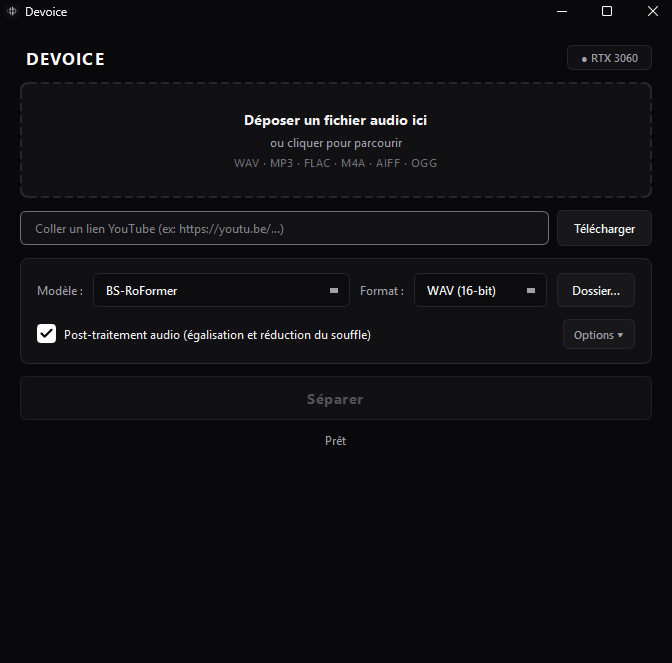 Devoice
DEVOICE
● RTX 3060
Déposer un fichier audio ici
ou cliquer pour parcourir
WAV · MP3 · FLAC · M4A · AIFF · OGG
Coller un lien YouTube (ex: https://youtu.be/...)
Télécharger
Modèle :
BS-RoFormer
Format :
WAV (16-bit)
Dossier...
Post-traitement audio (égalisation et réduction du souffle)
Options ▾
Séparer
Prêt